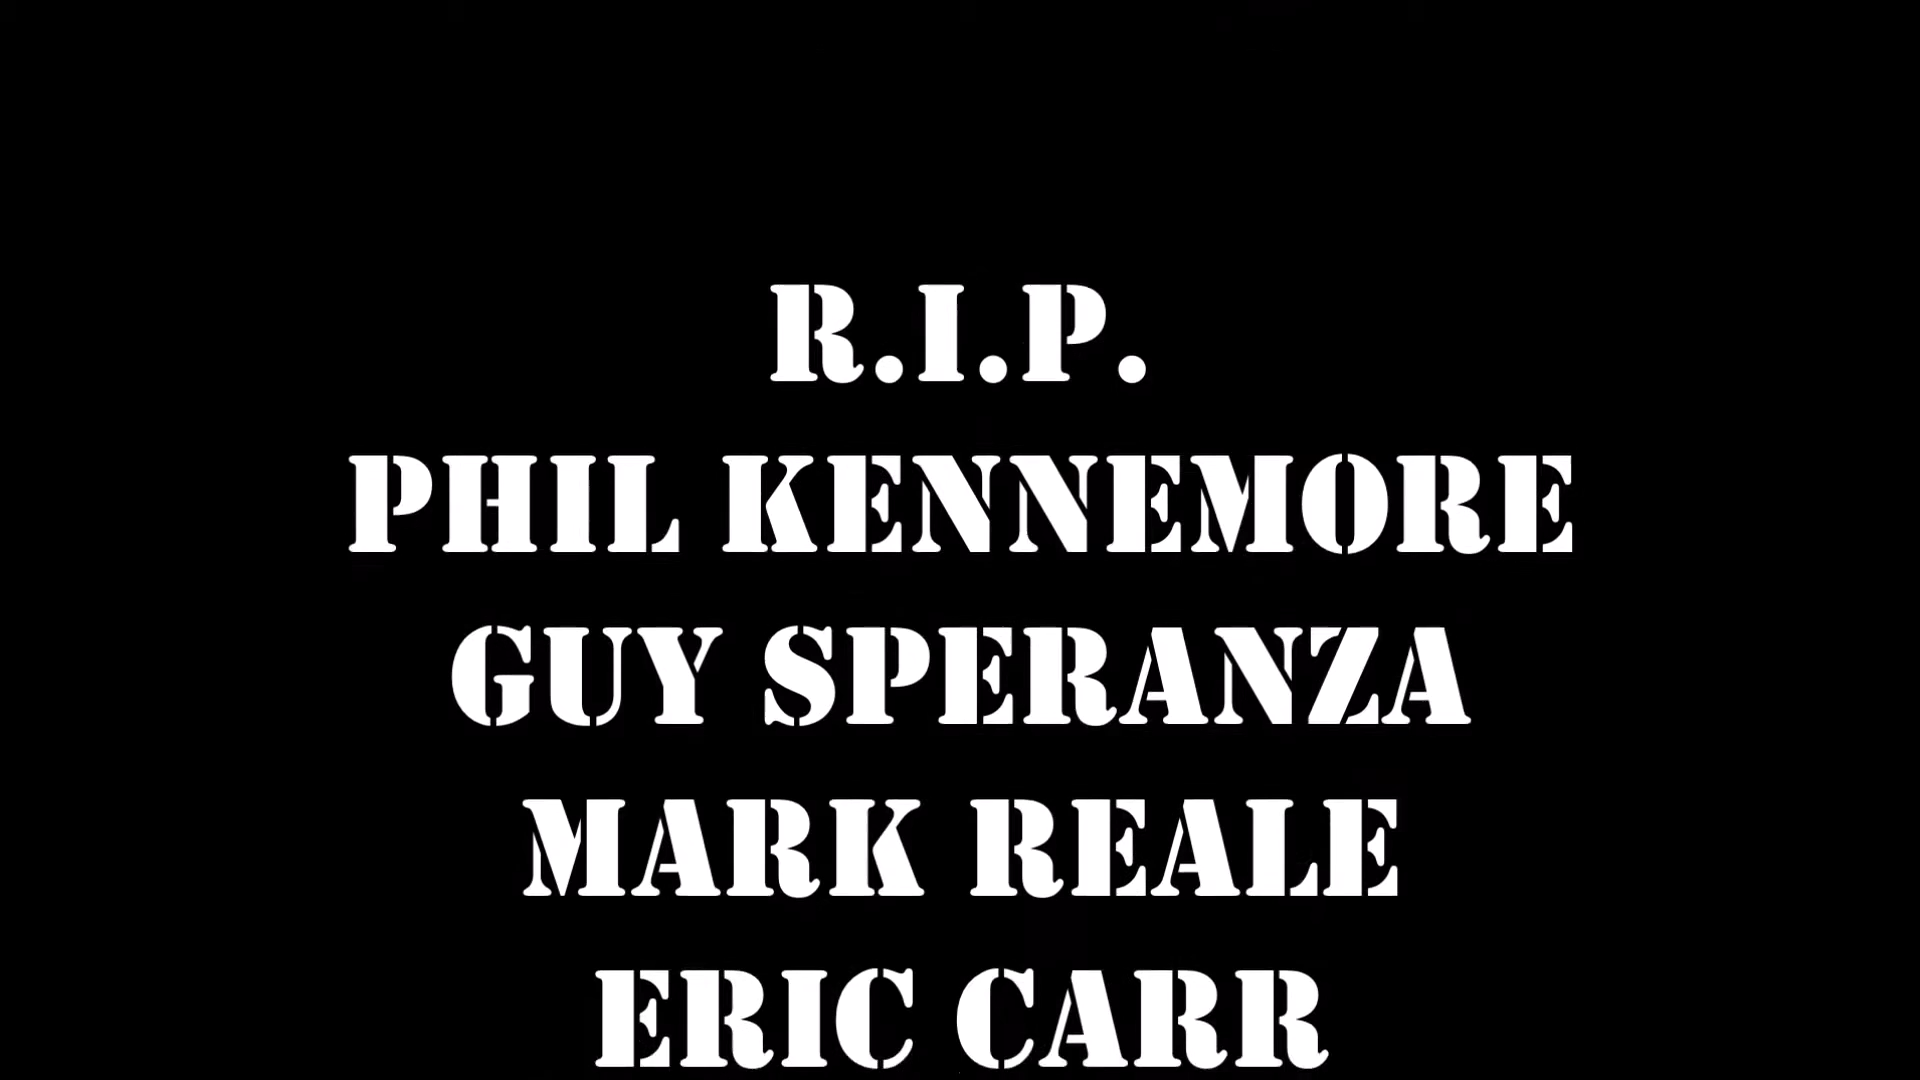 R.I.P.
PHIL KENNEMORE
GUY SPERANZA
MARK REALE
ERIC CARR